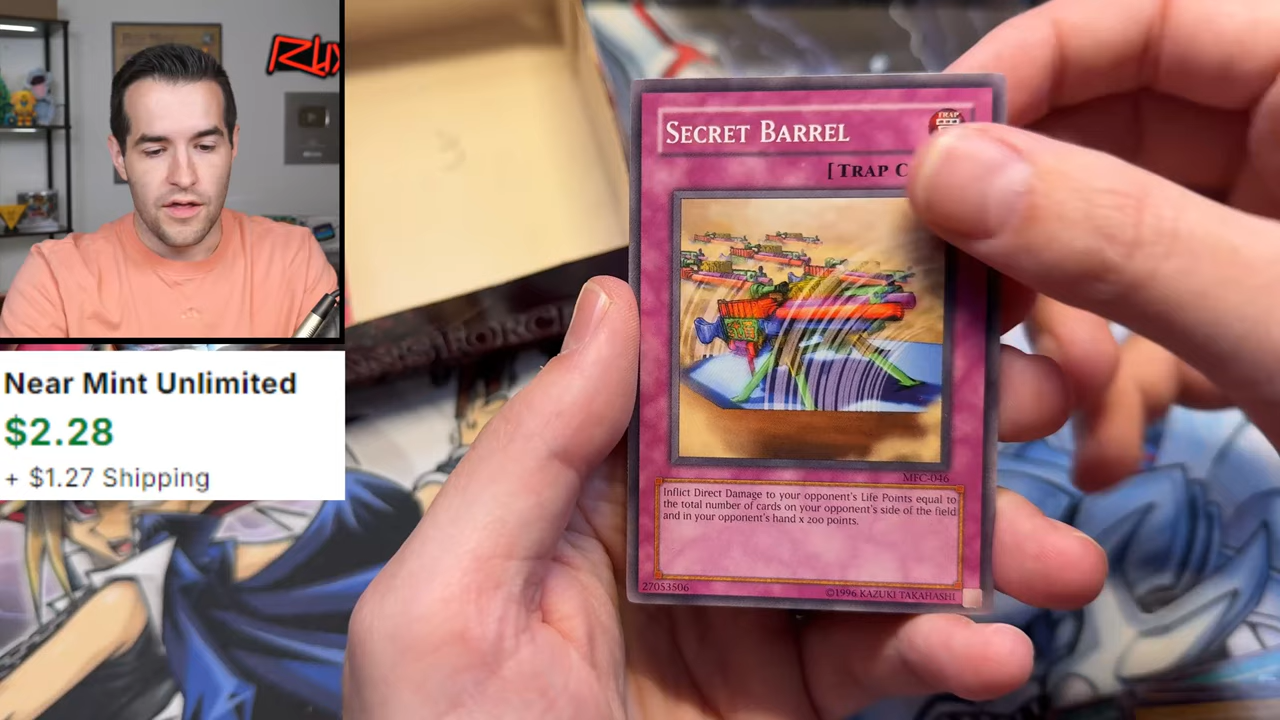 Near Mint Unlimited
$2.28
+ $1.27 Shipping
SECRET BARREL
TRAP
[TRAP C
MFC-046
Inflict Direct Damage to your opponent's Life Points equal to
the total number of cards on your opponent's side of the field
and in your opponent's hand x 200 points.
27053506
©1996 KAZUKI TAKAHASHI